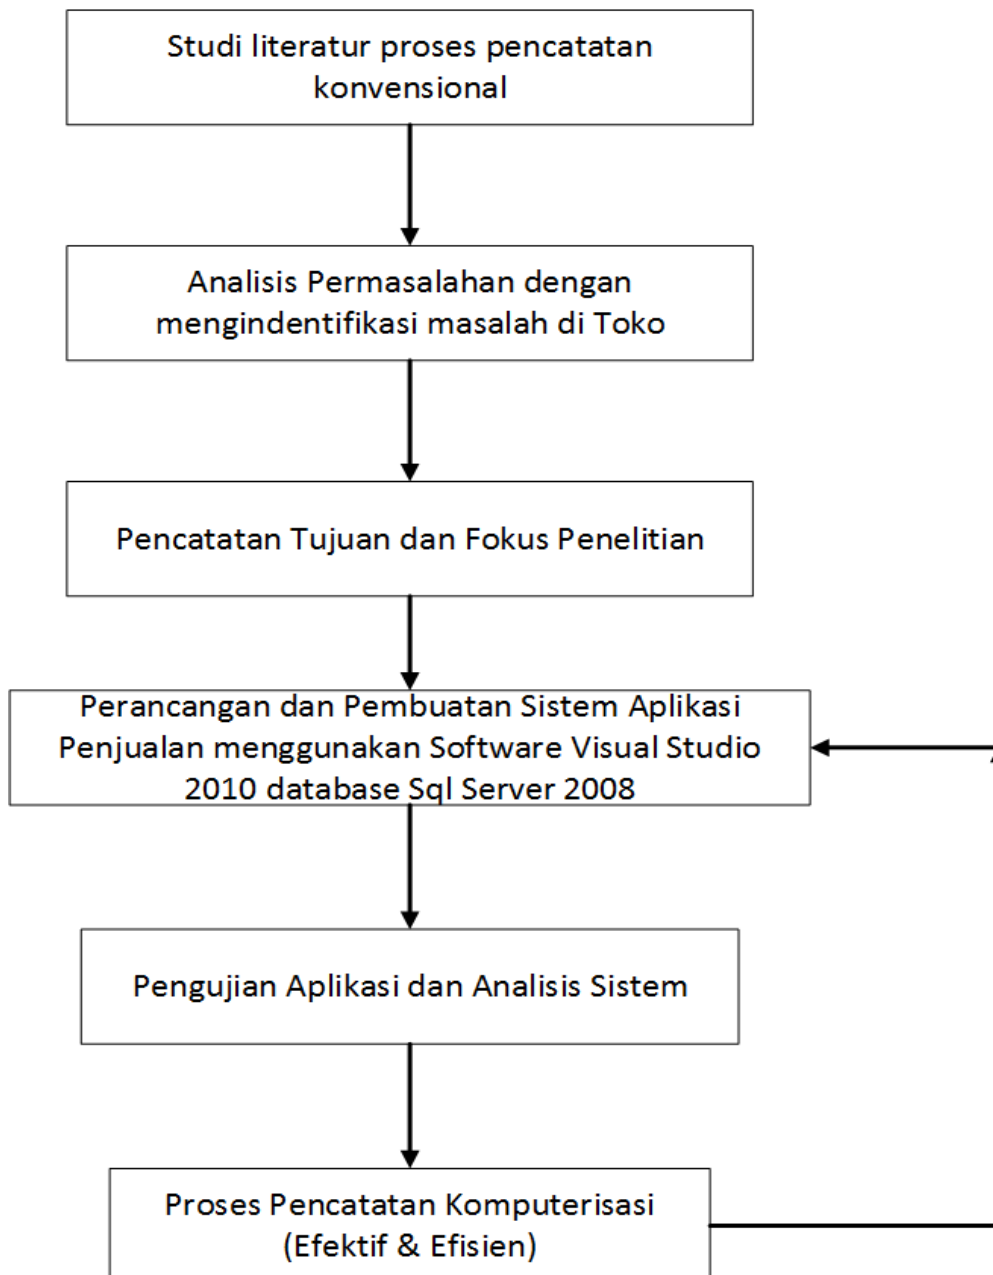 Studi literatur proses pencatatan
konvensional
Analisis Permasalahan dengan
mengindentifikasi masalah di Toko
Pencatatan Tujuan dan Fokus Penelitian
Perancangan dan Pembuatan Sistem Aplikasi
Penjualan menggunakan Software Visual Studio
2010 database Sql Server 2008
Pengujian Aplikasi dan Analisis Sistem
Proses Pencatatan Komputerisasi
(Efektif & Efisien)